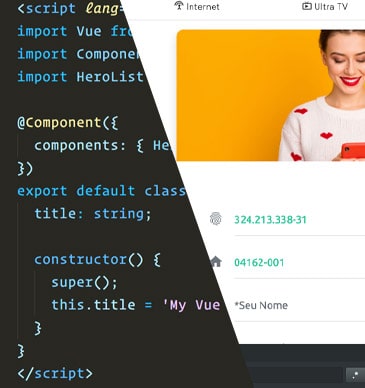 <script lang=
import Vue fro
import Componen
import HeroList
@Component({
components: { He
})
export default class
title: string;
constructor() {
super();
this.title = 'My Vue
}
}
</script>
Internet
Ultra TV
324.213.338-31
04162-001
*Seu Nome
.*